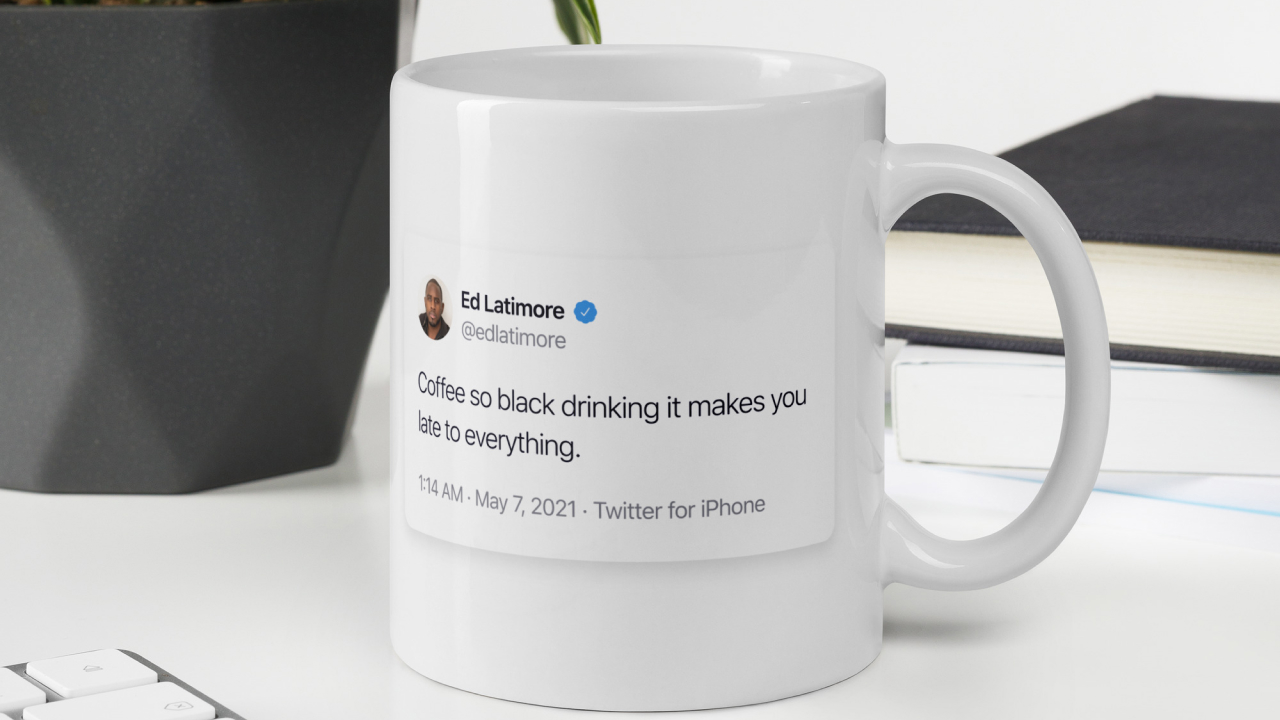 Ed Latimore
@edlatimore
Coffee so black drinking it makes you
late to everything.
1:14 AM · May 7, 2021 · Twitter for iPhone